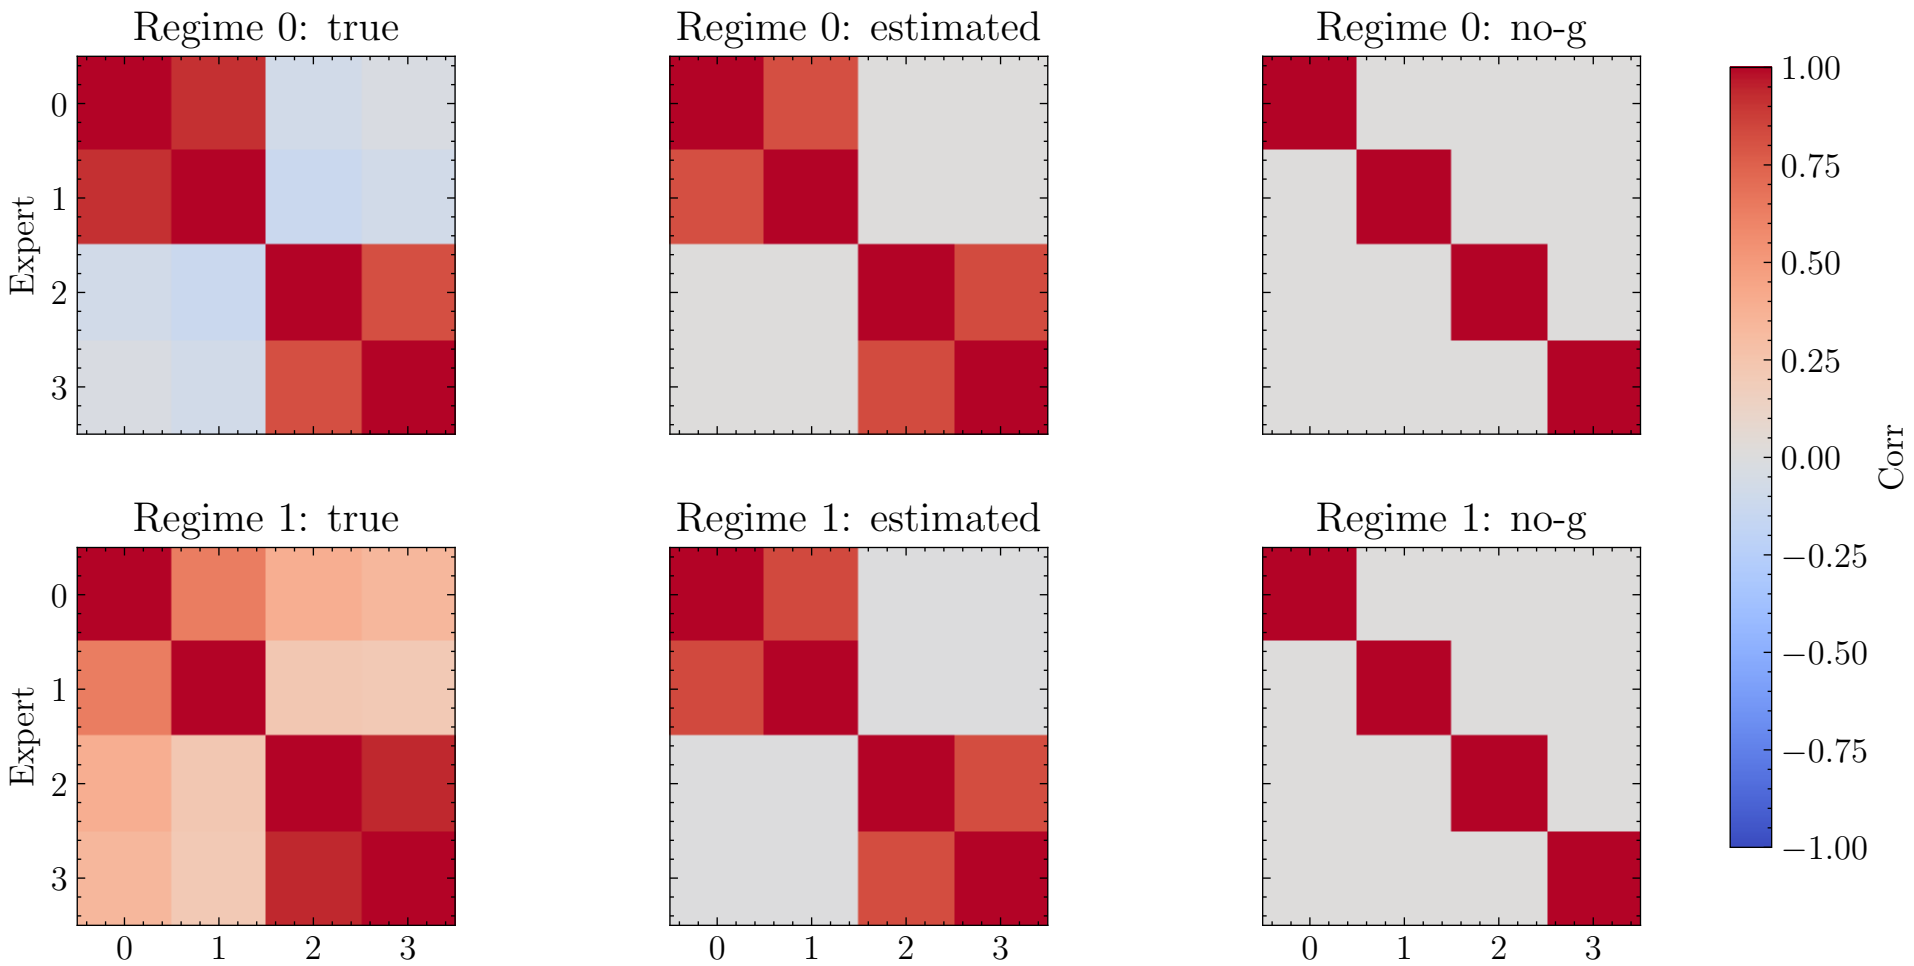 Regime 0: true
Regime 0: estimated
Regime 0: no-g
Expert
0
1
2
3
Regime 1: true
Regime 1: estimated
Regime 1: no-g
Expert
0
1
2
3
0 1 2 3
0 1 2 3
0 1 2 3
1.00
0.75
0.50
0.25
0.00
−0.25
−0.50
−0.75
−1.00
Corr